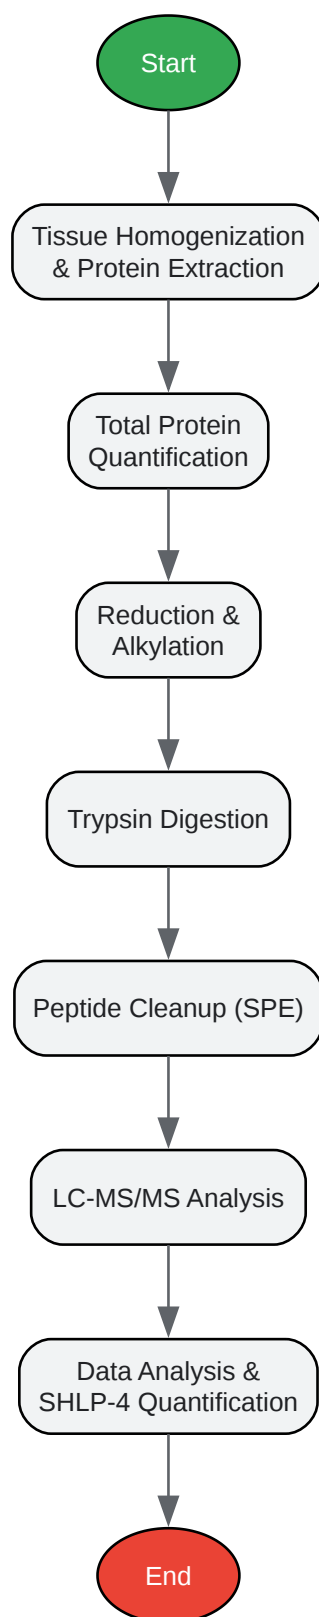 Start
Tissue Homogenization
& Protein Extraction
Total Protein
Quantification
Reduction &
Alkylation
Trypsin Digestion
Peptide Cleanup (SPE)
LC-MS/MS Analysis
Data Analysis &
SHLP-4 Quantification
End